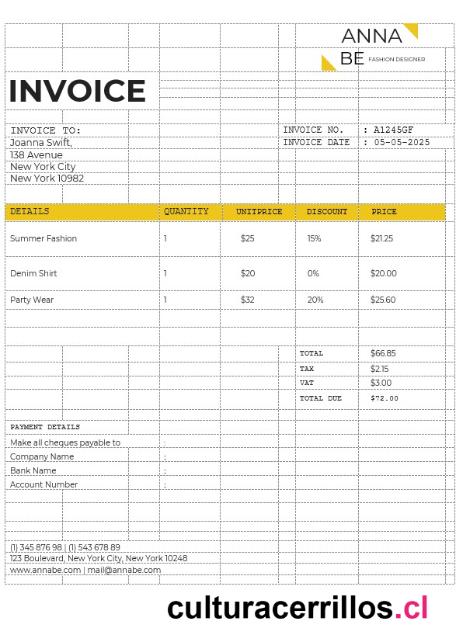 ANNA
BE FASHION DESIGNER
INVOICE
INVOICE TO:
INVOICE NO. : A1245GF
Joanna Swift,
INVOICE DATE : 05-05-2025
138 Avenue
New York City
New York 10982
DETAILS QUANTITY UNITPRICE DISCOUNT PRICE
Summer Fashion 1 $25 15% $21.25
Denim Shirt 1 $20 0% $20.00
Party Wear 1 $32 20% $25.60
TOTAL $66.85
TAX $2.15
VAT $3.00
TOTAL DUE $72.00
PAYMENT DETAILS
Make all cheques payable to :
Company Name :
Bank Name :
Account Number :
(1) 345 876 98 | (1) 543 678 89
123 Boulevard, New York City, New York 10248
www.annabe.com | mail@annabe.com
culturacerrillos.cl